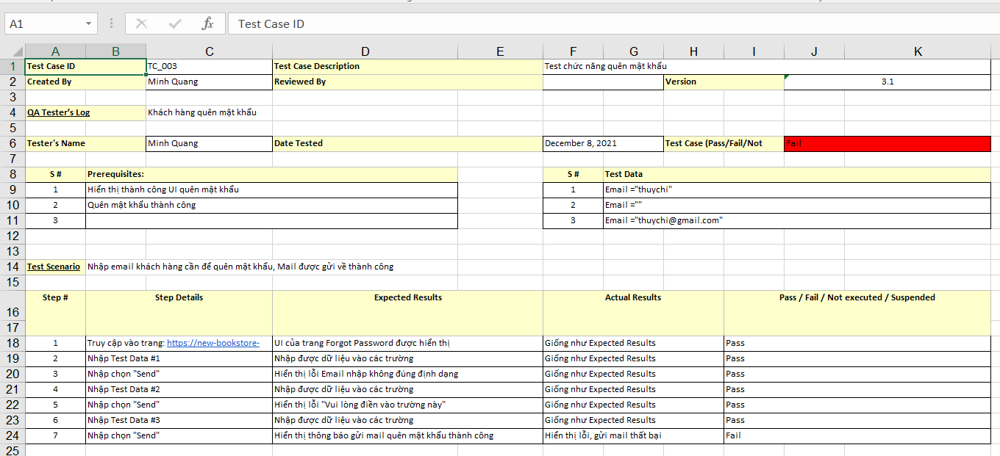 A1 fx Test Case ID
A B C D E F G H I J K
1 Test Case ID TC_003 Test Case Description Test chức năng quên mật khẩu
2 Created By Minh Quang Reviewed By Version 3.1
3
4 QA Tester's Log Khách hàng quên mật khẩu
5
6 Tester's Name Minh Quang Date Tested December 8, 2021 Test Case (Pass/Fail/Not Fail
7
8 S # Prerequisites: S # Test Data
9 1 Hiển thị thành công UI quên mật khẩu 1 Email ="thuychi"
10 2 Quên mật khẩu thành công 2 Email =""
11 3 3 Email ="thuychi@gmail.com"
12
13
14 Test Scenario Nhập email khách hàng cần để quên mật khẩu, Mail được gửi về thành công
15
16 Step # Step Details Expected Results Actual Results Pass / Fail / Not executed / Suspended
17
18 1 Truy cập vào trang: https://new-bookstore- UI của trang Forgot Password được hiển thị Giống như Expected Results Pass
19 2 Nhập Test Data #1 Nhập được dữ liệu vào các trường Giống như Expected Results Pass
20 3 Nhập chọn "Send" Hiển thị lỗi Email nhập không đúng định dạng Giống như Expected Results Pass
21 4 Nhập Test Data #2 Nhập được dữ liệu vào các trường Giống như Expected Results Pass
22 5 Nhập chọn "Send" Hiển thị lỗi "Vui lòng điền vào trường này" Giống như Expected Results Pass
23 6 Nhập Test Data #3 Nhập được dữ liệu vào các trường Giống như Expected Results Pass
24 7 Nhập chọn "Send" Hiển thị thông báo gửi mail quên mật khẩu thành công Hiển thị lỗi, gửi mail thất bại Fail
25